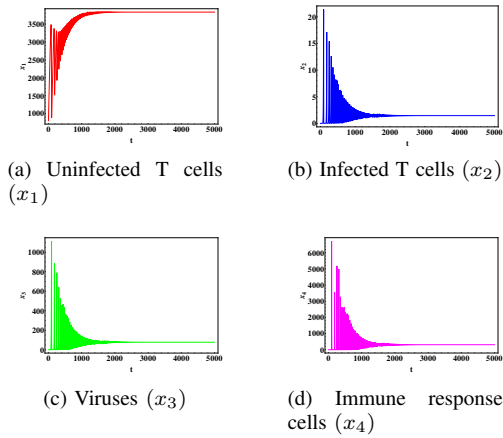 3500
3000
2500
x1
2000
1500
1000
0 1000 2000 3000 4000 5000
t
20
15
x2
10
5
0
0 1000 2000 3000 4000 5000
t
(a) Uninfected T cells
(x1)
(b) Infected T cells (x2)
1000
800
600
x3
400
200
0
0 1000 2000 3000 4000 5000
t
6000
5000
4000
x4
3000
2000
1000
0
0 1000 2000 3000 4000 5000
t
(c) Viruses (x3)
(d) Immune response
cells (x4)